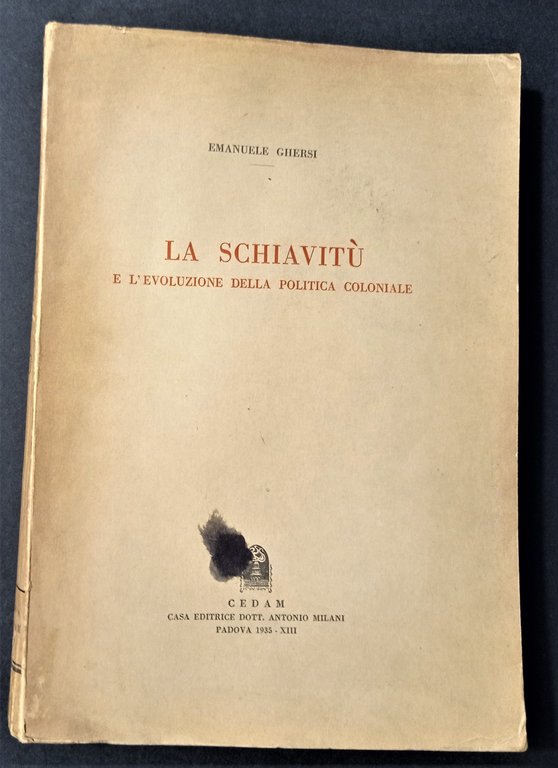 EMANUELE GHERSI
LA SCHIAVITÙ
E L'EVOLUZIONE DELLA POLITICA COLONIALE
CEDAM
CASA EDITRICE DOTT. ANTONIO MILANI
PADOVA 1935 - XIII